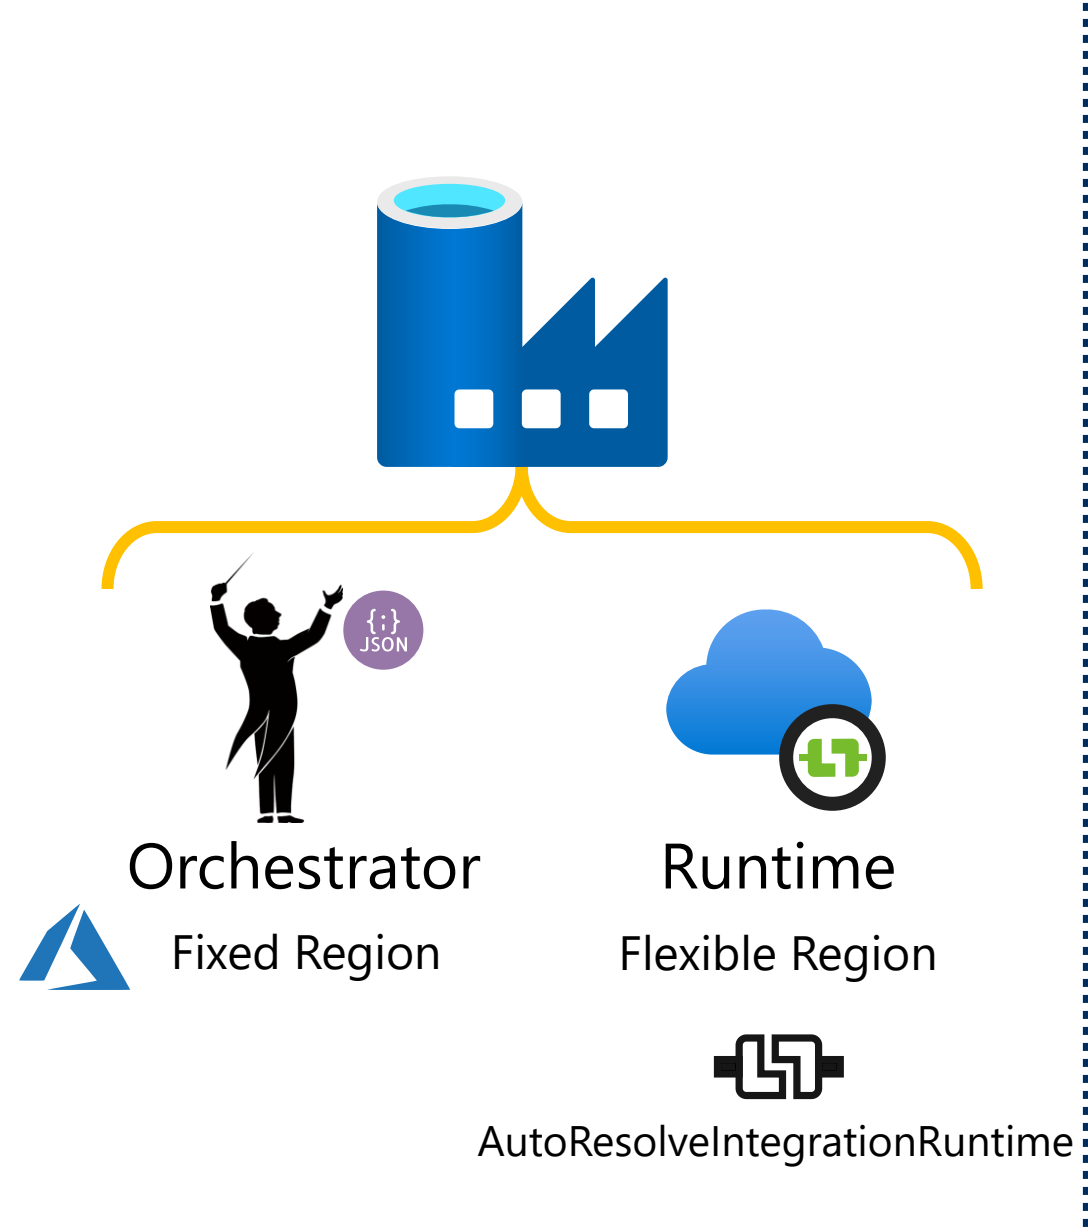 {;}
JSON
Orchestrator
Runtime
Fixed Region
Flexible Region
AutoResolveIntegrationRuntime